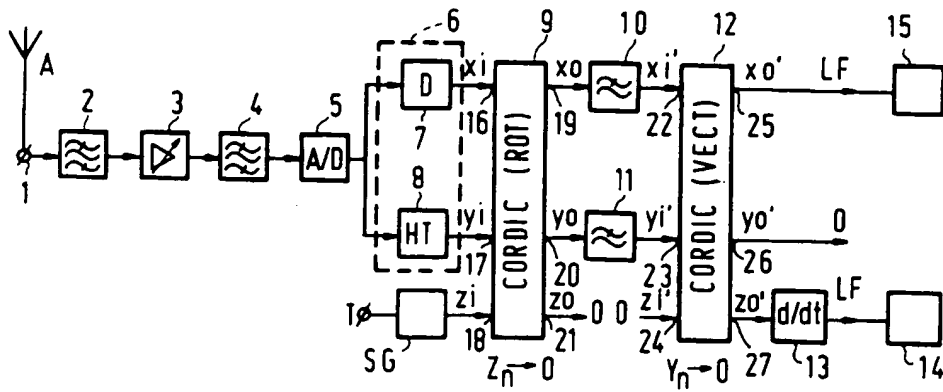 6 9 10 12 15
A
xi xo xi' xo' LF
D
2 3 4 5 7 16 19 22 25
A/D
1
8 11
HT yi yo yi' yo' 0
CORDIC (ROT)
CORDIC (VECT)
17 20 23 26
T zi zo 0 0 zi' zo' d/dt LF
SG 18 21 24 27 13 14
Zn→0 Yn→0